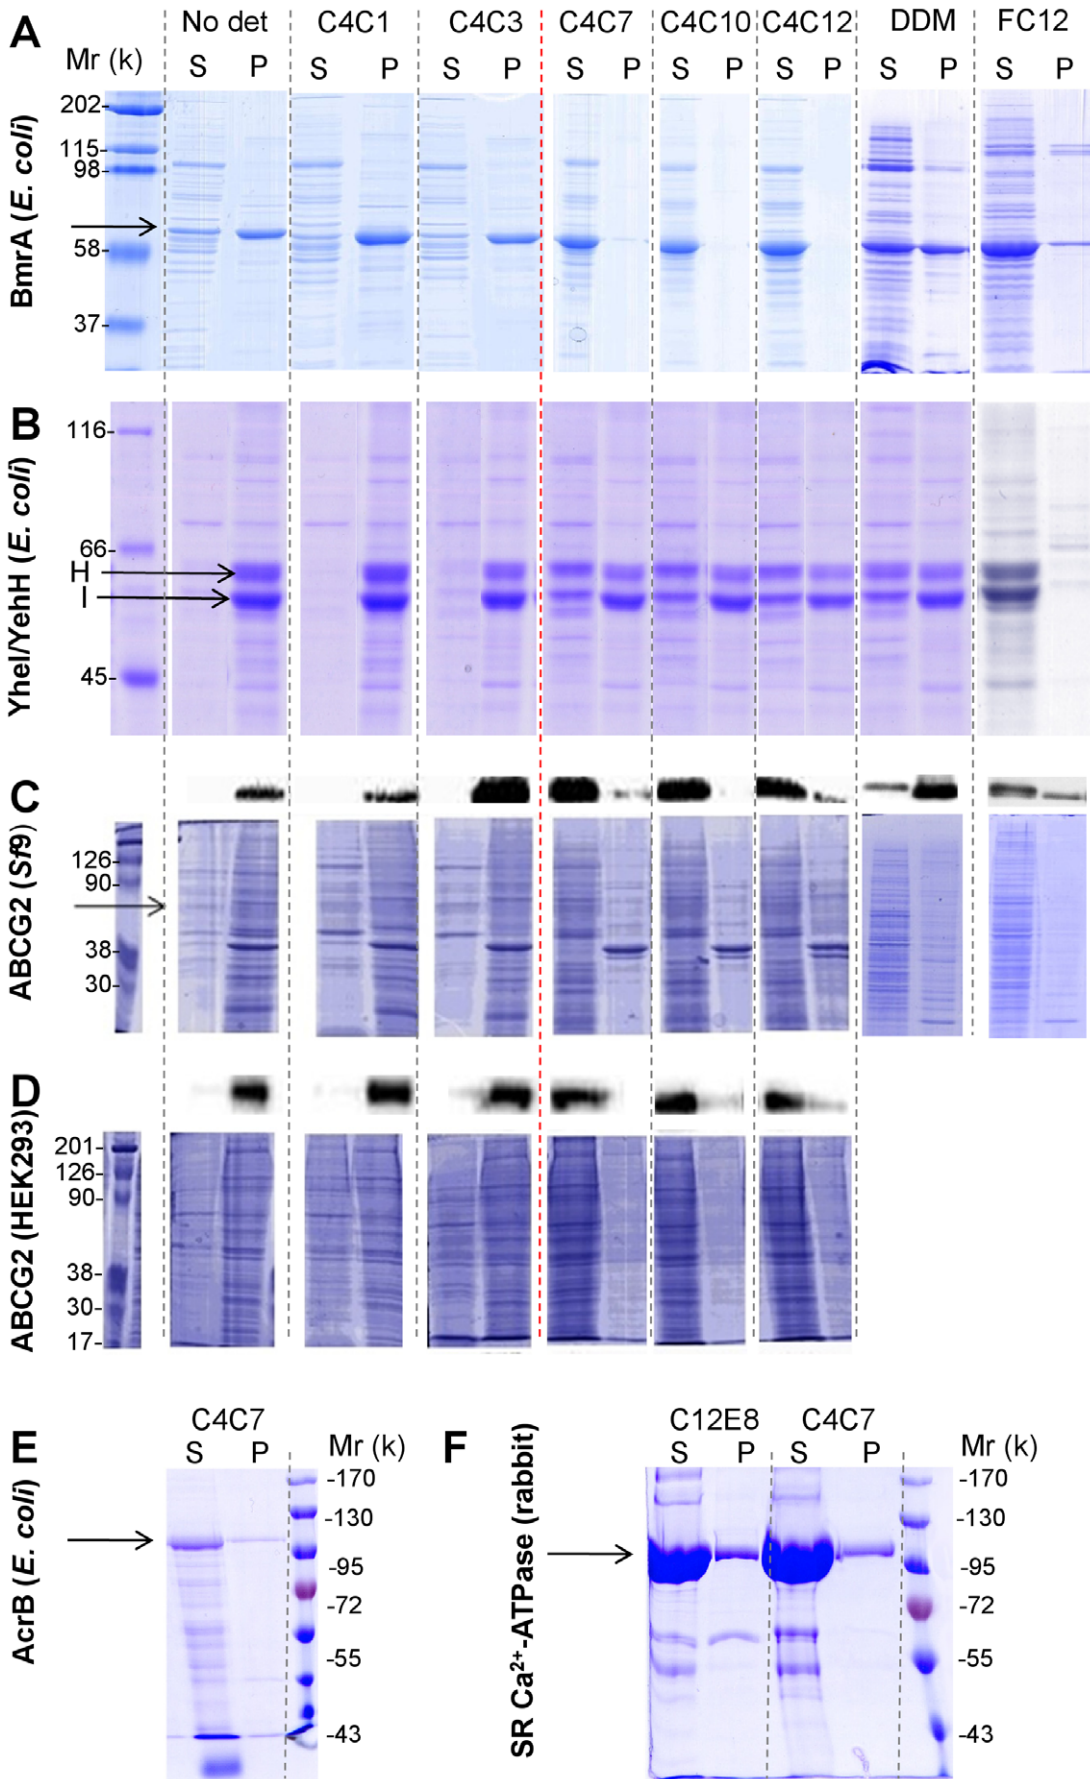 A
No det C4C1 C4C3 C4C7 C4C10 C4C12 DDM FC12
Mr (k) S P S P S P S P S P S P S P S P
BmrA (E. coli)
202-
115-
98-
58-
37-
B
YheI/YehH (E. coli)
116-
66-
H
I
45-
C
ABCG2 (Sf9)
126-
90-
38-
30-
D
ABCG2 (HEK293)
201-
126-
90-
38-
30-
17-
E
C4C7
S P Mr (k)
AcrB (E. coli)
-170
-130
-95
-72
-55
-43
F
C12E8 C4C7
S P S P Mr (k)
SR Ca²⁺-ATPase (rabbit)
-170
-130
-95
-72
-55
-43